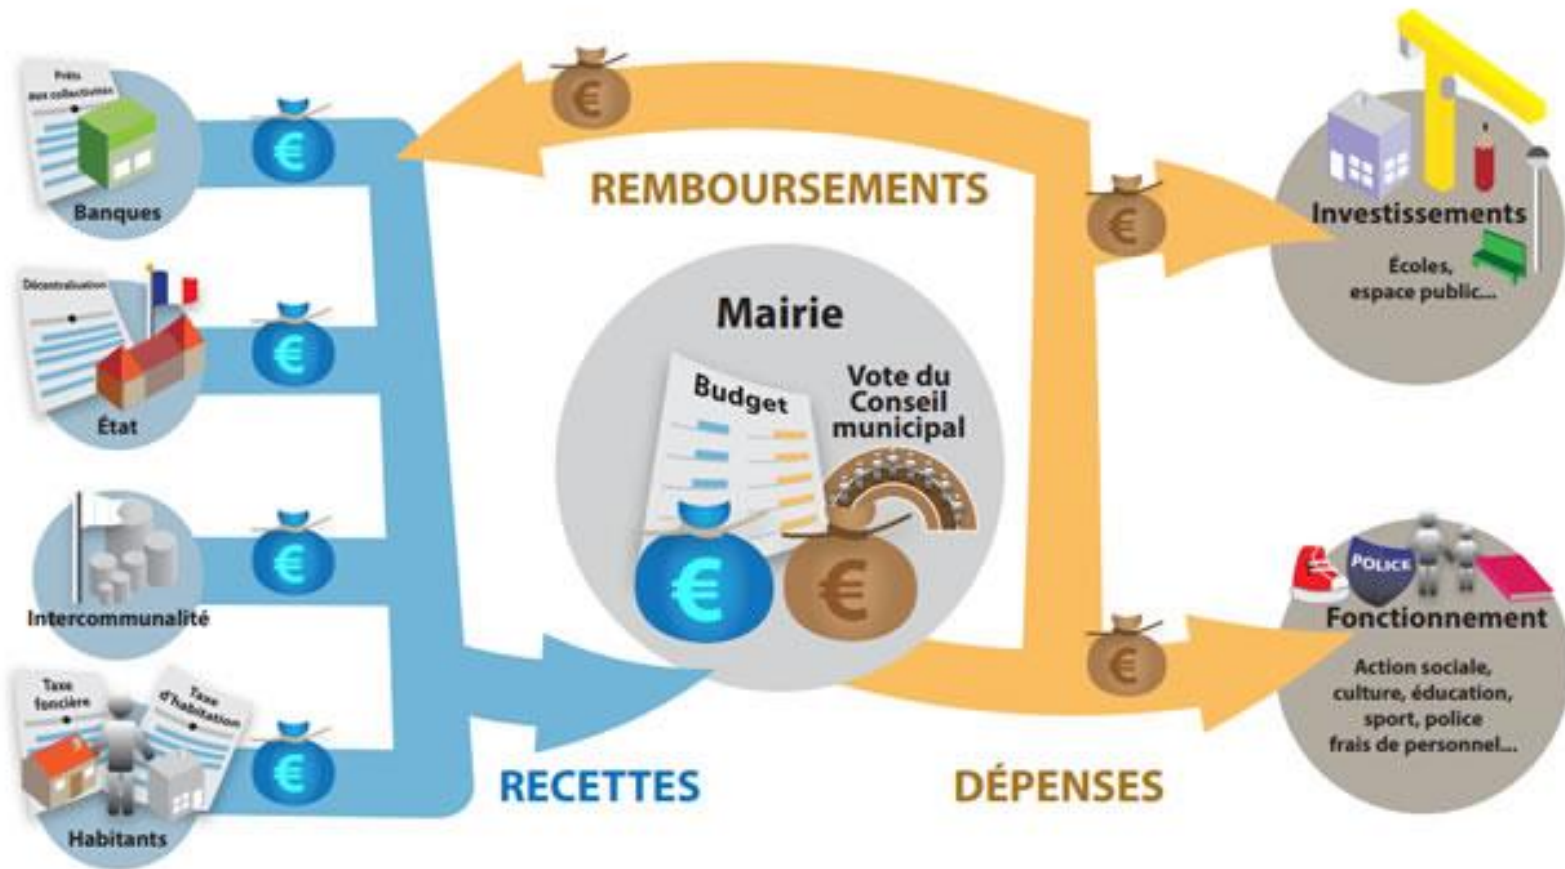 Prêts
aux collectivités
Banques
Décentralisation
État
Intercommunalité
Taxe
foncière
Taxe
d'habitation
Habitants
€
€
€
€
RECETTES
€
REMBOURSEMENTS
Mairie
Budget
Vote du
Conseil
municipal
€
€
DÉPENSES
€
Investissements
Écoles,
espace public...
€
POLICE
Fonctionnement
Action sociale,
culture, éducation,
sport, police
frais de personnel...